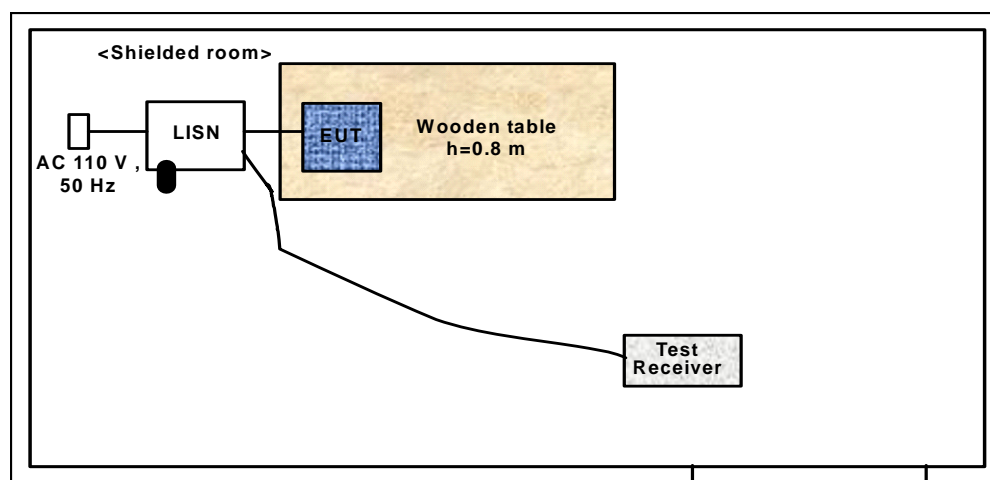 <Shielded room>
LISN
EUT
Wooden table
h=0.8 m
AC 110 V ,
50 Hz
Test
Receiver